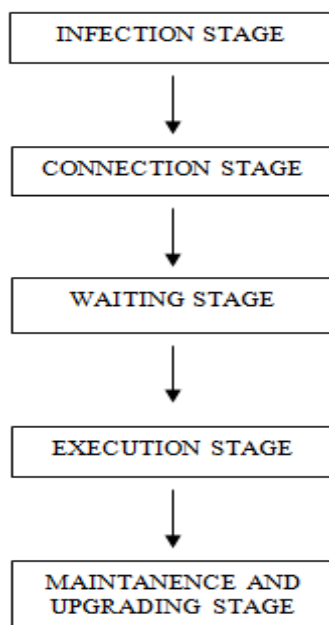 INFECTION STAGE
CONNECTION STAGE
WAITING STAGE
EXECUTION STAGE
MAINTANENCE AND
UPGRADING STAGE